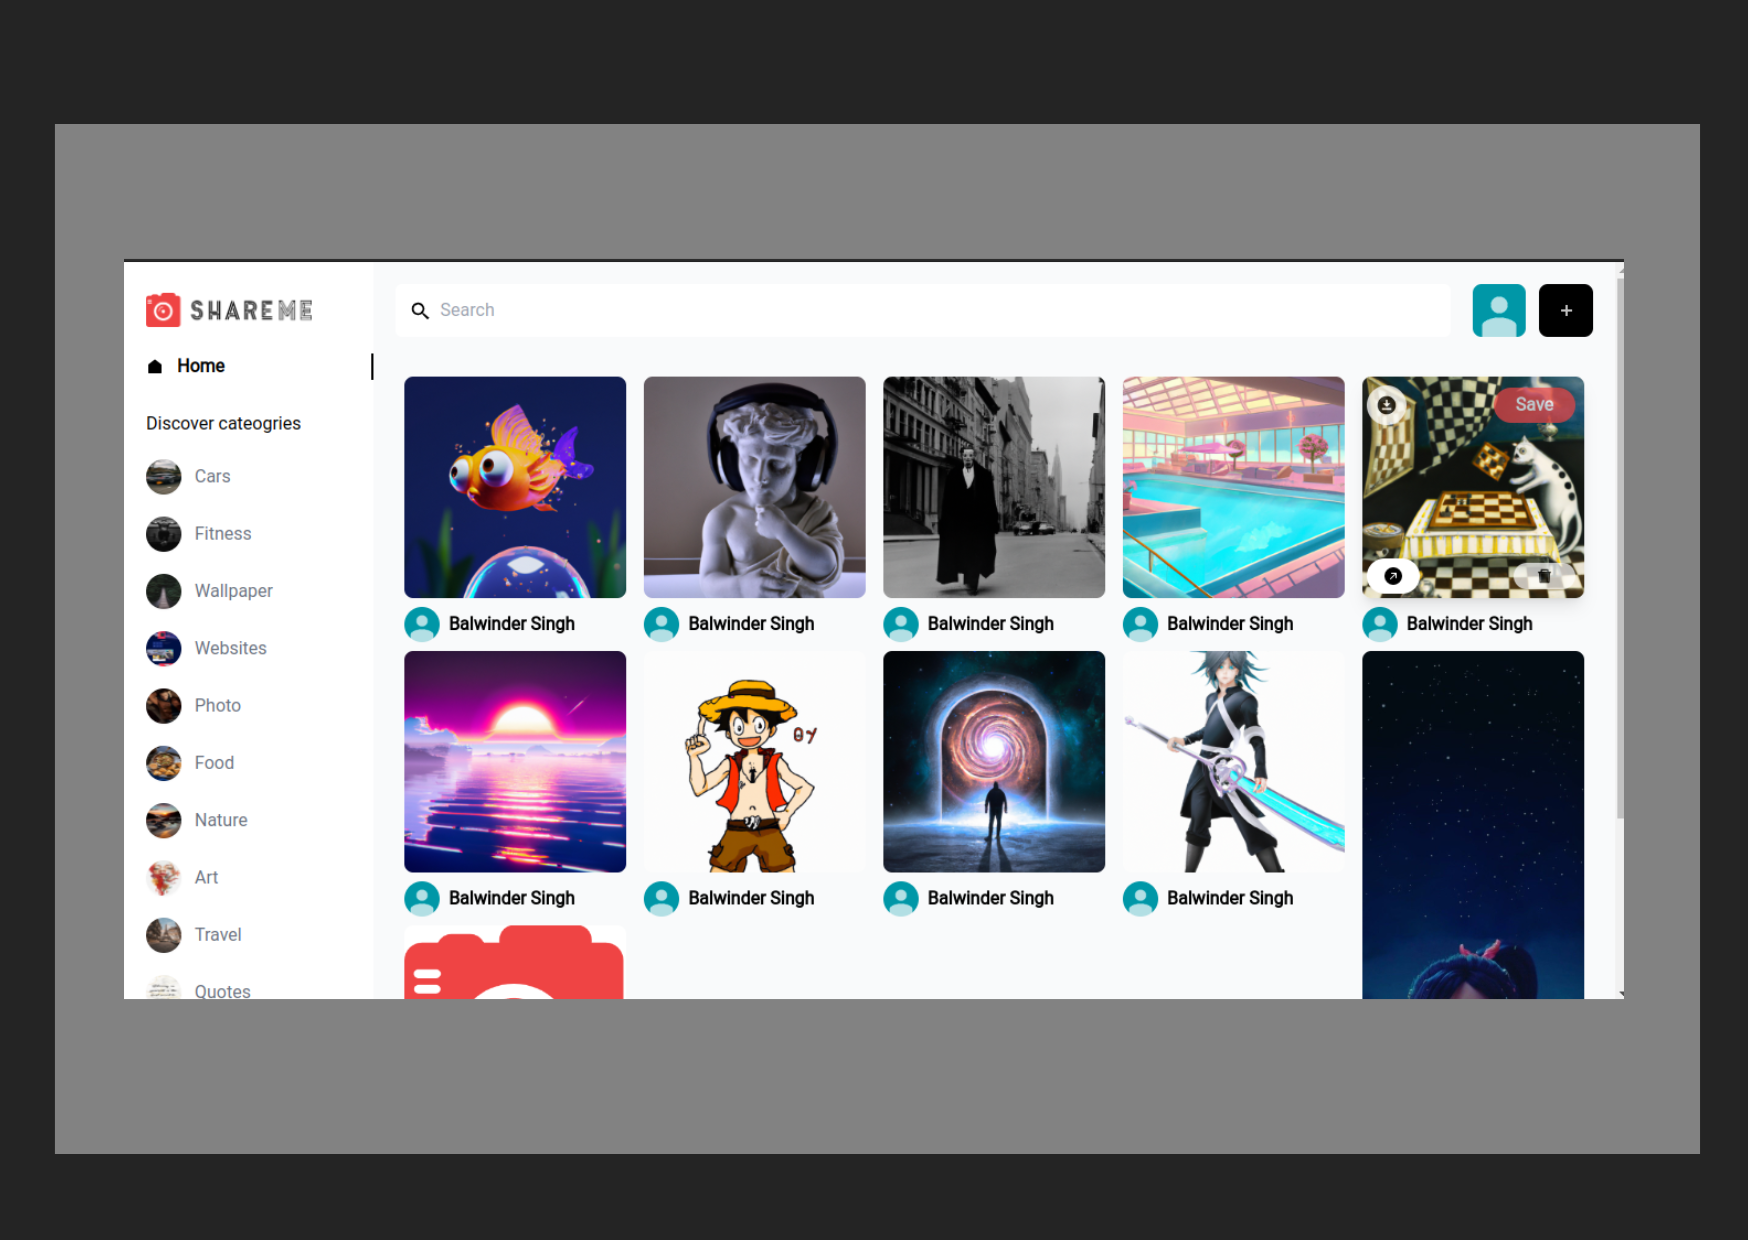 SHAREME
Search
+
Home
Discover cateogries
Cars
Fitness
Wallpaper
Websites
Photo
Food
Nature
Art
Travel
Quotes
Save
Balwinder Singh
Balwinder Singh
Balwinder Singh
Balwinder Singh
Balwinder Singh
Balwinder Singh
Balwinder Singh
Balwinder Singh
Balwinder Singh